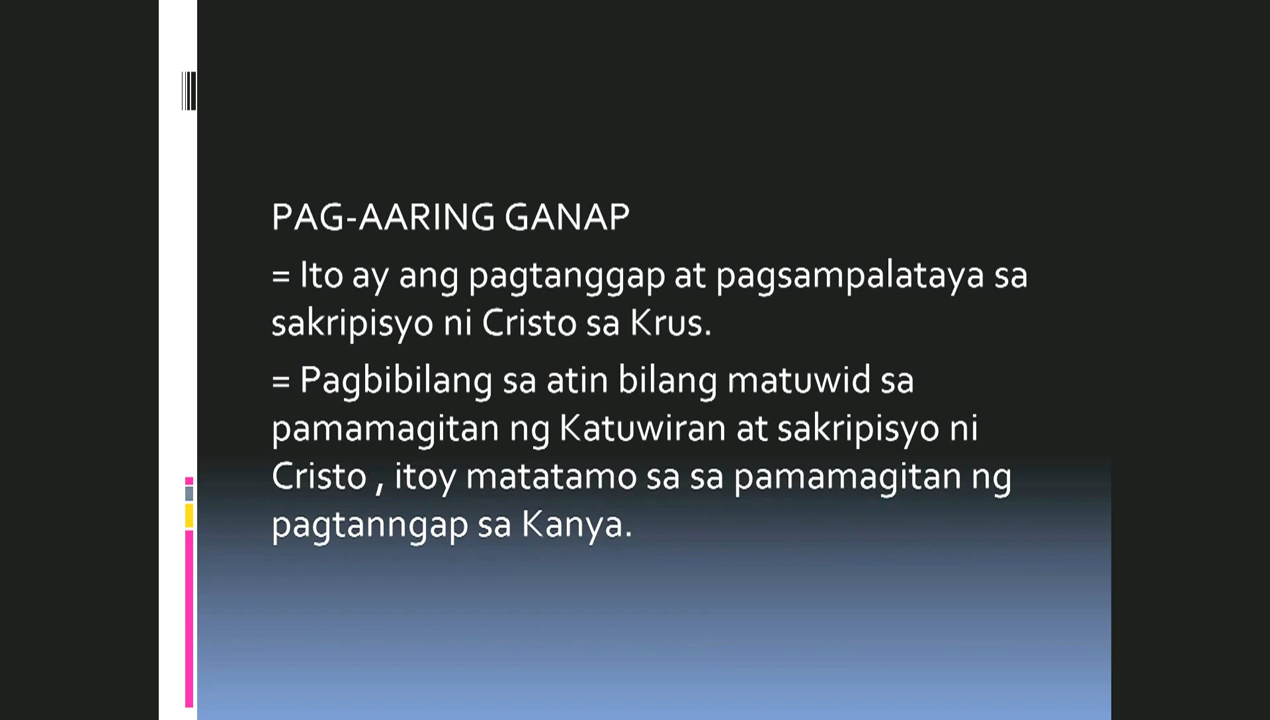 PAG-AARING GANAP
= Ito ay ang pagtanggap at pagsampalataya sa
sakripisyo ni Cristo sa Krus.
= Pagbibilang sa atin bilang matuwid sa
pamamagitan ng Katuwiran at sakripisyo ni
Cristo , itoy matatamo sa sa pamamagitan ng
pagtanngap sa Kanya.